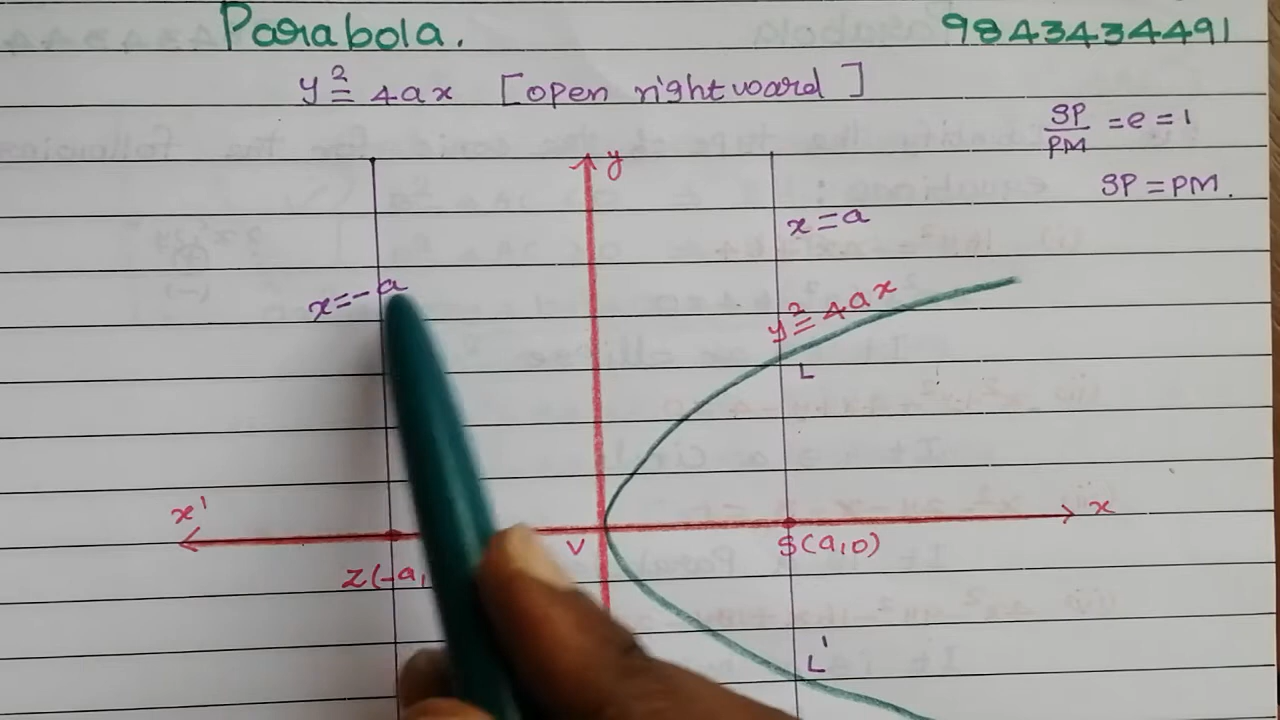 Parabola. 9843434491
y² = 4ax [open rightward]
SP/PM = e = 1
SP = PM.
y
x = a
x = -a
y² = 4ax
L
x'
x
V
S(a,0)
Z(-a,
L'